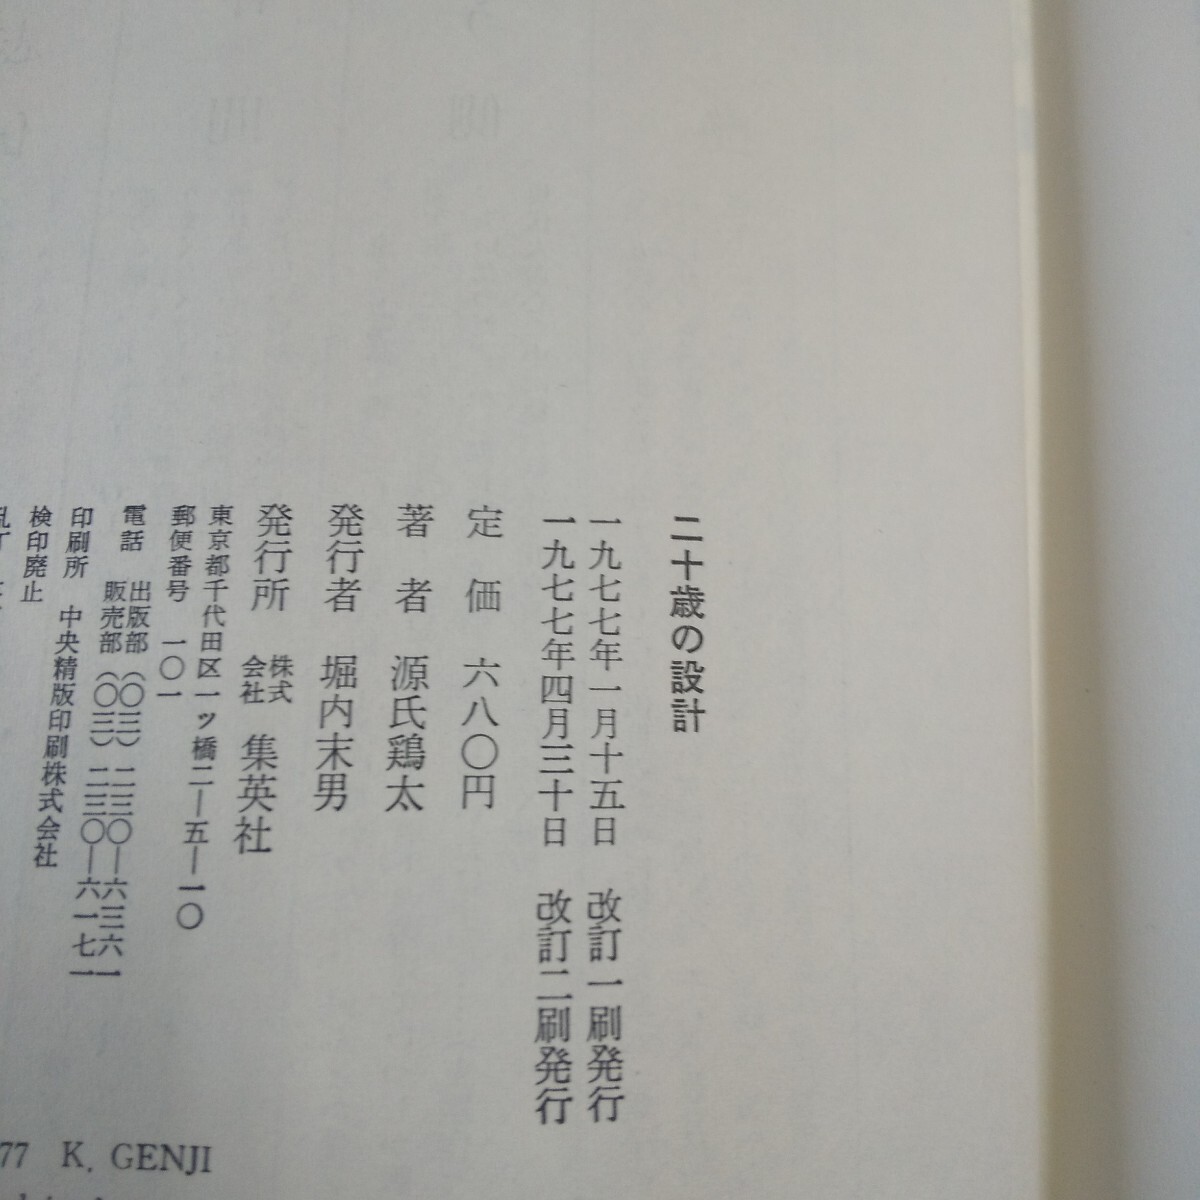 二十歳の設計
一九七七年一月十五日 改訂一刷発行
一九七七年四月三十日 改訂二刷発行
定価 六八〇円
著者 源氏鶏太
発行者 堀内末男
発行所 株式会社 集英社
東京都千代田区一ツ橋二―五―一〇
郵便番号 一〇一
電話 出版部(〇三)二三〇―六三六一
販売部(〇三)二三〇―六一七一
印刷所 中央精版印刷株式会社
検印廃止
77 K. GENJI